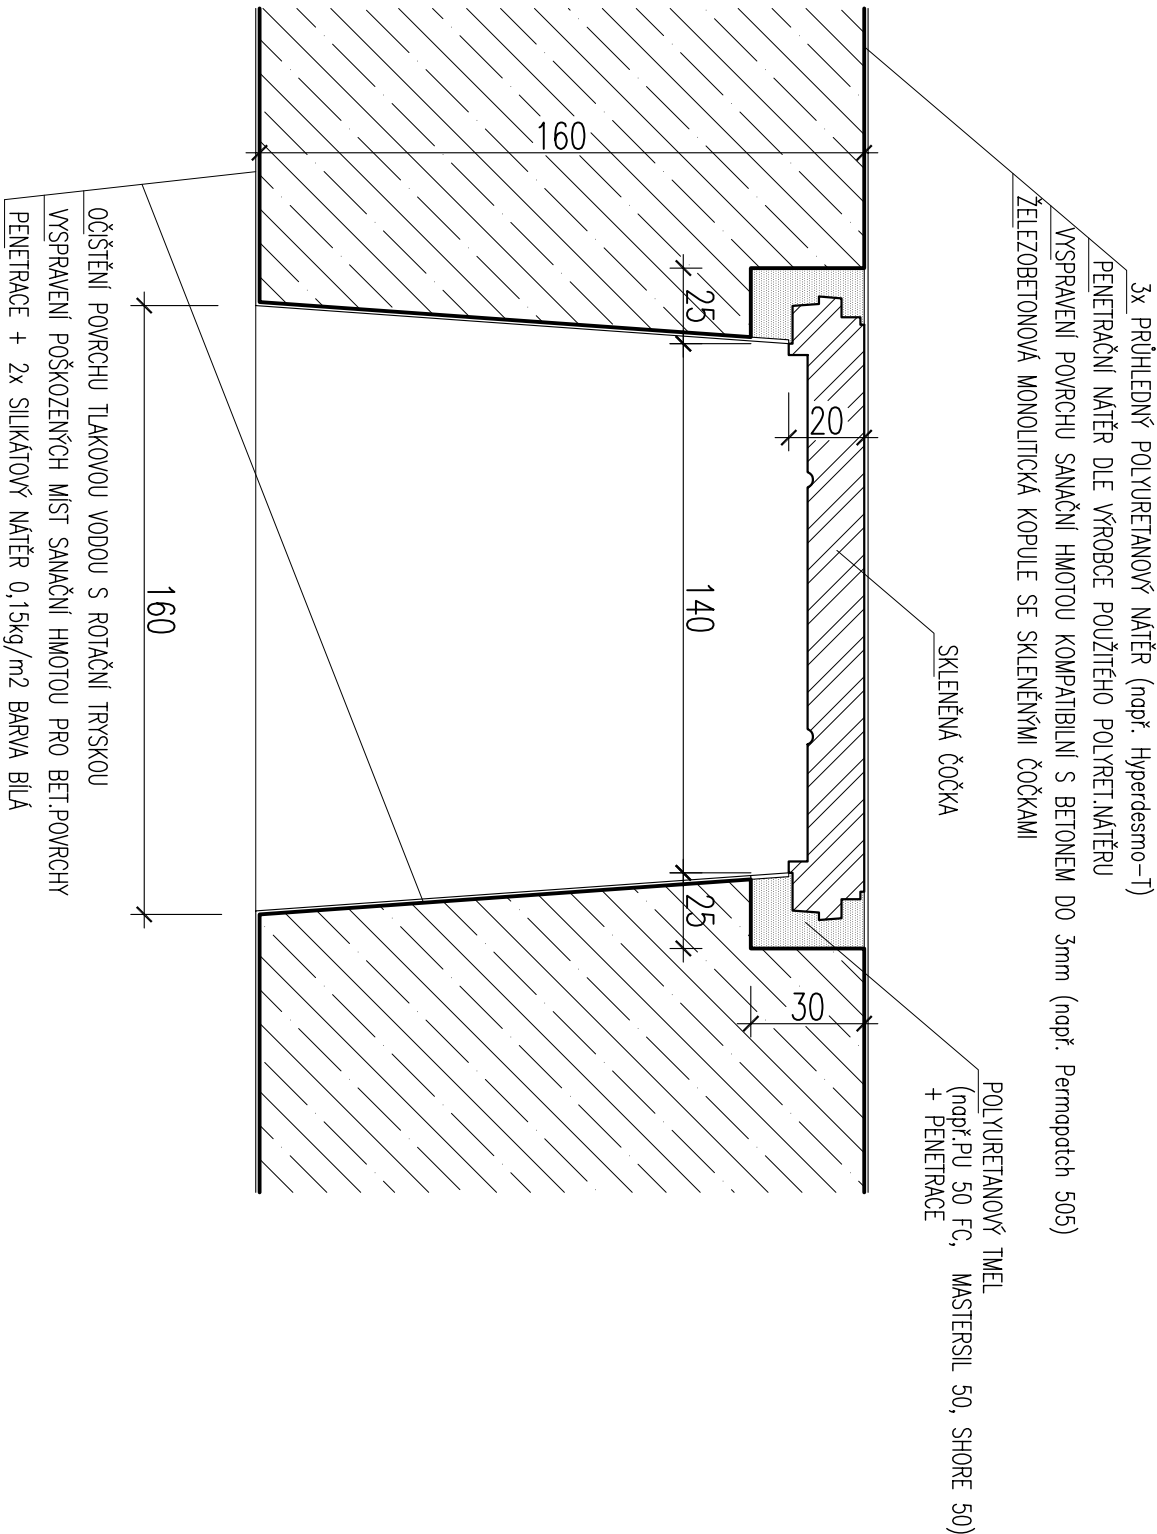 3x PRŮHLEDNÝ POLYURETANOVÝ NÁTĚR (např. Hyperdesmo-T)
PENETRAČNÍ NÁTĚR DLE VÝROBCE POUŽITÉHO POLYRET.NÁTĚRU
VYSPRAVENÍ POVRCHU SANAČNÍ HMOTOU KOMPATIBILNÍ S BETONEM DO 3mm (např. Permapatch 505)
ŽELEZOBETONOVÁ MONOLITICKÁ KOPULE SE SKLENĚNÝMI ČOČKAMI
SKLENĚNÁ ČOČKA
POLYURETANOVÝ TMEL
(např.PU 50 FC, MASTERSIL 50, SHORE 50)
+ PENETRACE
160
25
20
140
25
30
160
OČIŠTĚNÍ POVRCHU TLAKOVOU VODOU S ROTAČNÍ TRYSKOU
VYSPRAVENÍ POŠKOZENÝCH MÍST SANAČNÍ HMOTOU PRO BET.POVRCHY
PENETRACE + 2x SILIKÁTOVÝ NÁTĚR 0,15kg/m2 BARVA BÍLÁ